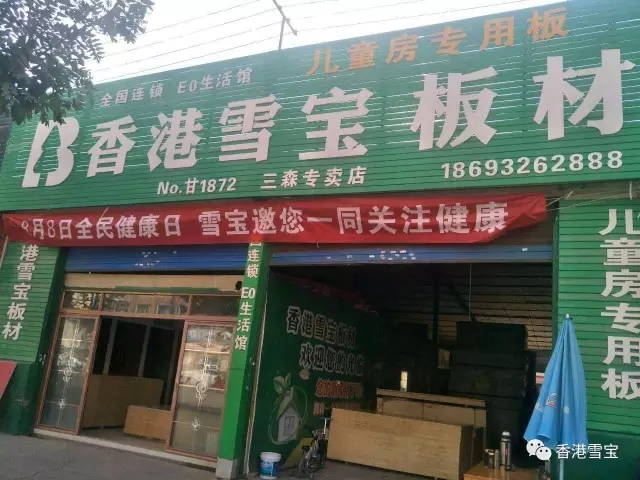 全国连锁 E0生活馆
儿童房专用板
香港雪宝板材
No.甘1872 三森专卖店
18693262888
8月8日全民健康日 雪宝邀您一同关注健康
港雪宝板材
连锁 E0生活馆
儿童房专用板
香港雪宝板材
欢迎您的
香港雪宝